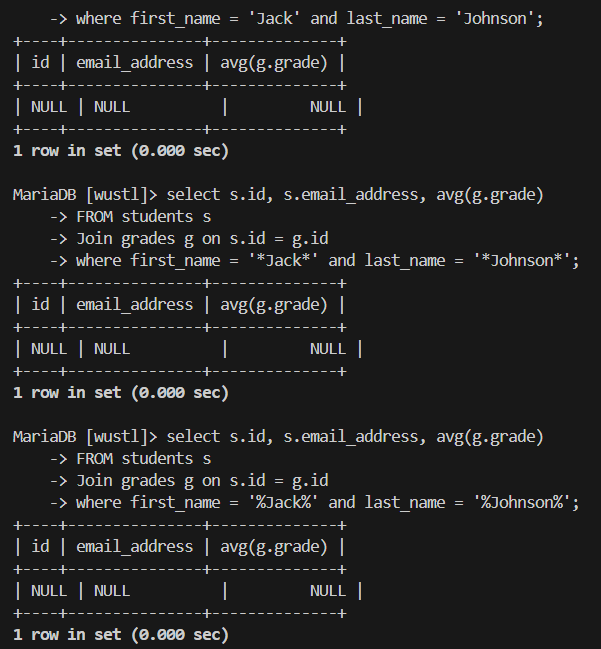 -> where first_name = 'Jack' and last_name = 'Johnson';
+----+---------------+--------------+
| id | email_address | avg(g.grade) |
+----+---------------+--------------+
| NULL | NULL          |         NULL |
+----+---------------+--------------+
1 row in set (0.000 sec)

MariaDB [wustl]> select s.id, s.email_address, avg(g.grade)
    -> FROM students s
    -> Join grades g on s.id = g.id
    -> where first_name = '*Jack*' and last_name = '*Johnson*';
+----+---------------+--------------+
| id | email_address | avg(g.grade) |
+----+---------------+--------------+
| NULL | NULL          |         NULL |
+----+---------------+--------------+
1 row in set (0.000 sec)

MariaDB [wustl]> select s.id, s.email_address, avg(g.grade)
    -> FROM students s
    -> Join grades g on s.id = g.id
    -> where first_name = '%Jack%' and last_name = '%Johnson%';
+----+---------------+--------------+
| id | email_address | avg(g.grade) |
+----+---------------+--------------+
| NULL | NULL          |         NULL |
+----+---------------+--------------+
1 row in set (0.000 sec)